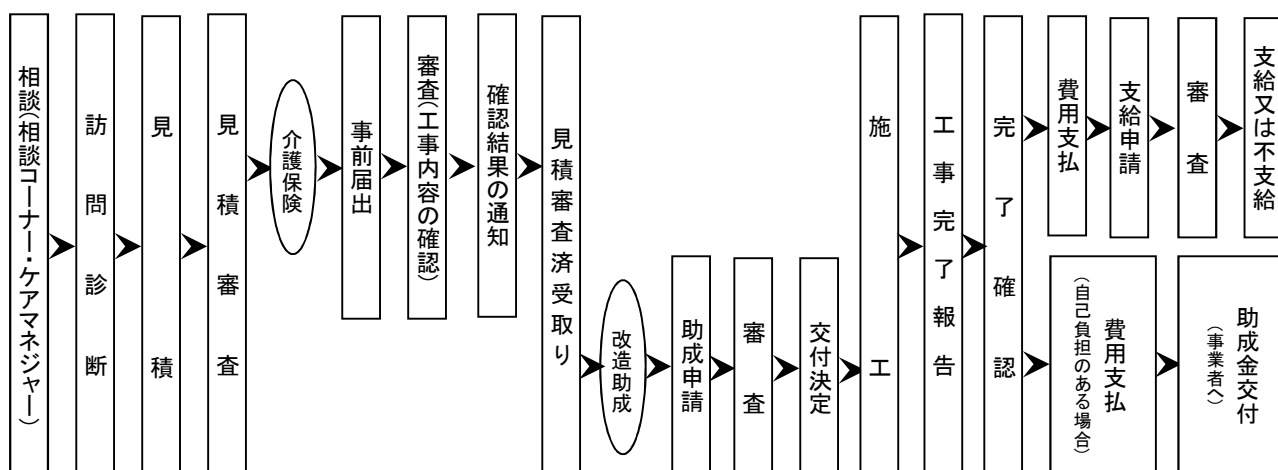 相談(相談コーナー・ケアマネジャー)
訪問診断
見積
見積審査
介護保険
事前届出
審査(工事内容の確認)
確認結果の通知
見積審査済受取り
改造助成
助成申請
審査
交付決定
施工
工事完了報告
完了確認
費用支払
支給申請
審査
支給又は不支給
費用支払
(自己負担のある場合)
助成金交付
(事業者へ)